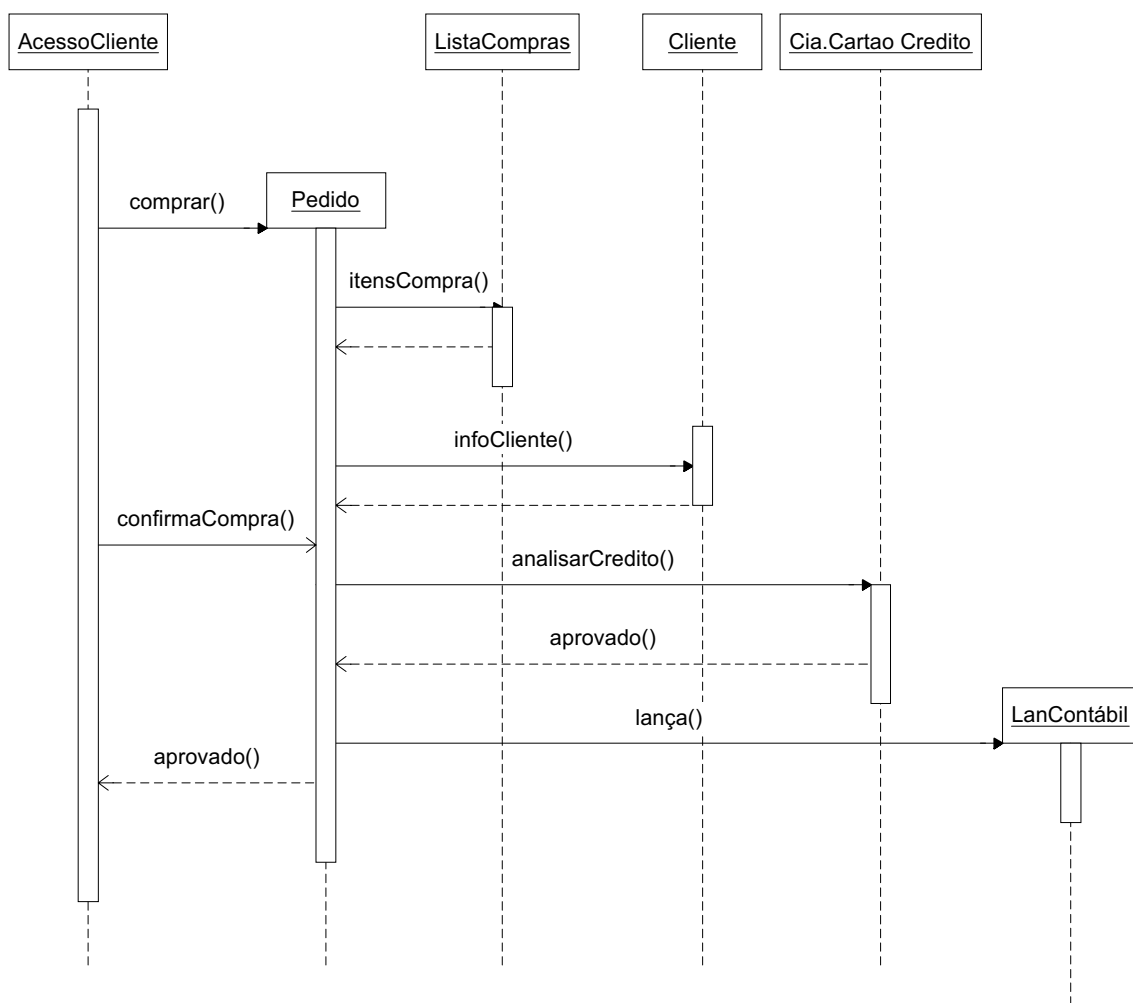 AcessoCliente
ListaCompras
Cliente
Cia.Cartao Credito
comprar()
Pedido
itensCompra()
infoCliente()
confirmaCompra()
analisarCredito()
aprovado()
lança()
LanContábil
aprovado()